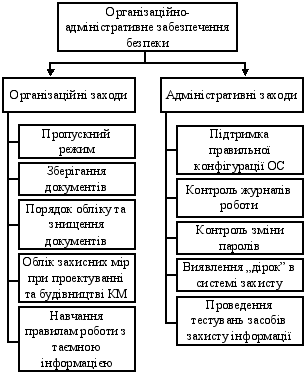 Організаційно-
адміністративне забезпечення
безпеки
Організаційні заходи
Пропускний
режим
Зберігання
документів
Порядок обліку та
знищення
документів
Облік захисних мір
при проектуванні
та будівництві КМ
Навчання
правилам роботи з
таємною
інформацією
Адміністративні заходи
Підтримка
правильної
конфігурації ОС
Контроль журналів
роботи
Контроль зміни
паролів
Виявлення „дірок” в
системі захисту
Проведення
тестувань засобів
захисту інформації